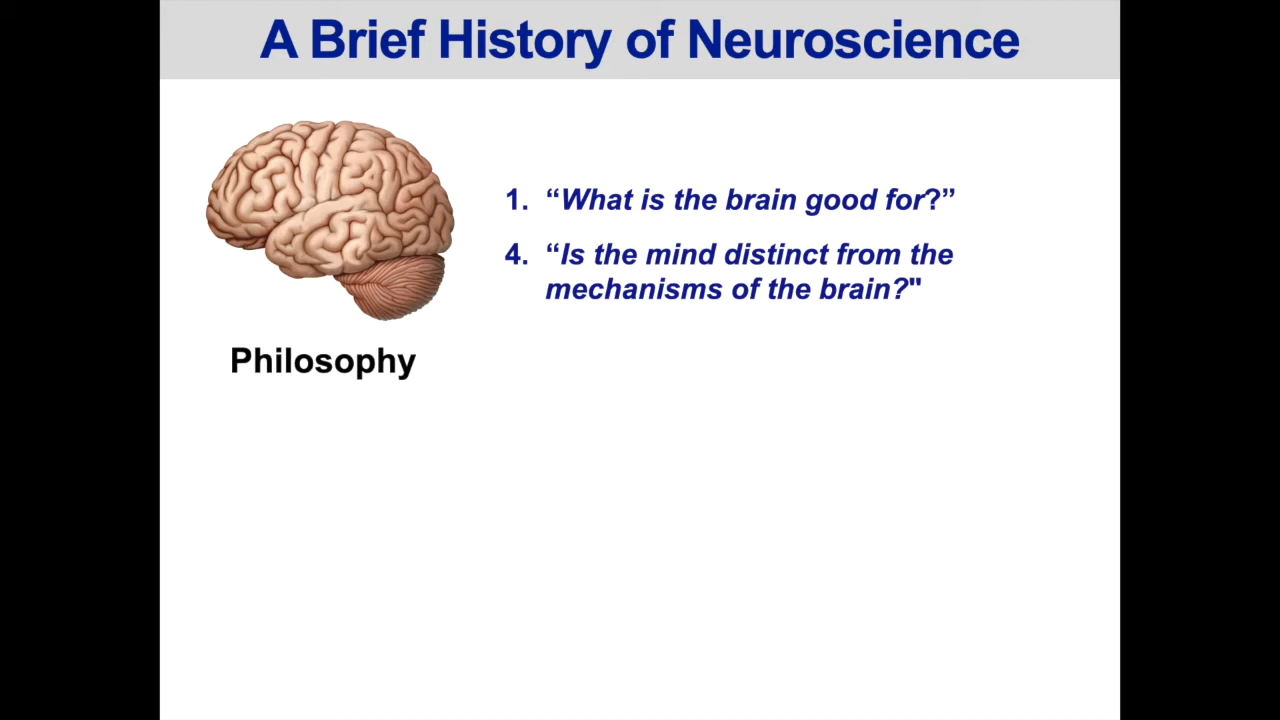 A Brief History of Neuroscience
1. “What is the brain good for?”
4. “Is the mind distinct from the
mechanisms of the brain?"
Philosophy